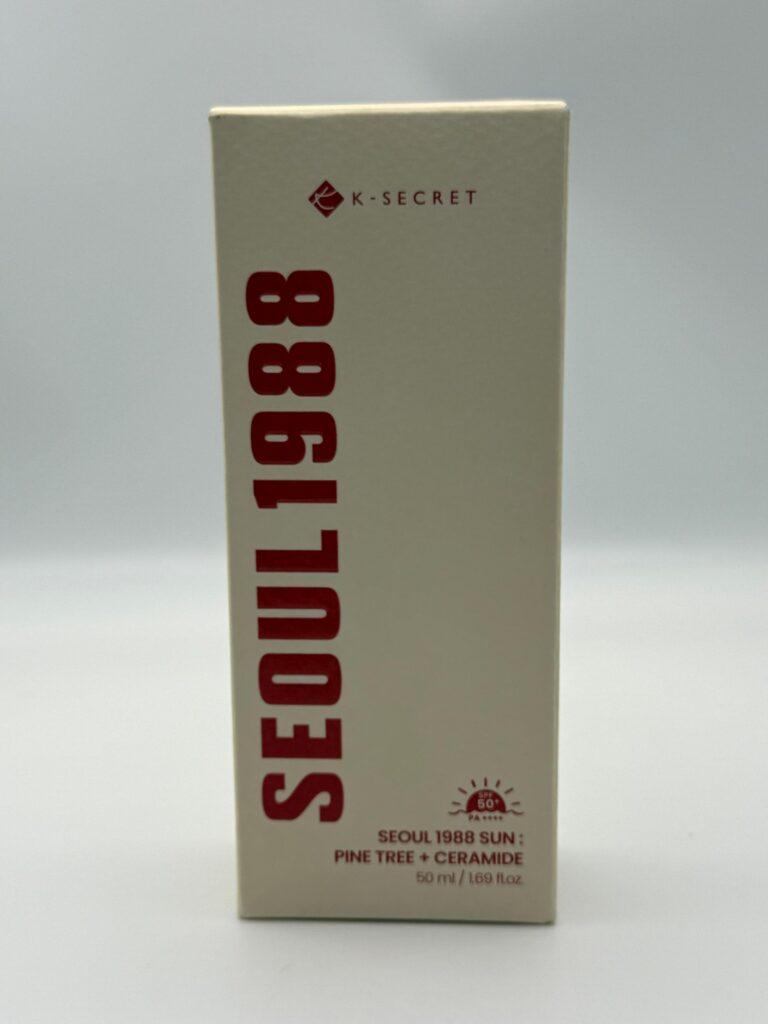 K-SECRET
SEOUL1988
SPF
50+
PA ++++
SEOUL 1988 SUN :
PINE TREE + CERAMIDE
50 ml / 1.69 fl.oz.